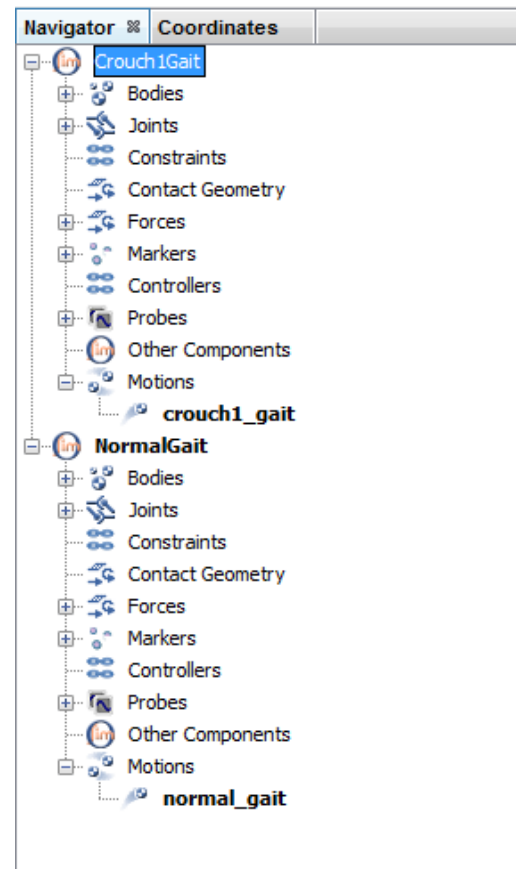 Navigator Coordinates
Crouch1Gait
Bodies
Joints
Constraints
Contact Geometry
Forces
Markers
Controllers
Probes
Other Components
Motions
crouch1_gait
NormalGait
Bodies
Joints
Constraints
Contact Geometry
Forces
Markers
Controllers
Probes
Other Components
Motions
normal_gait